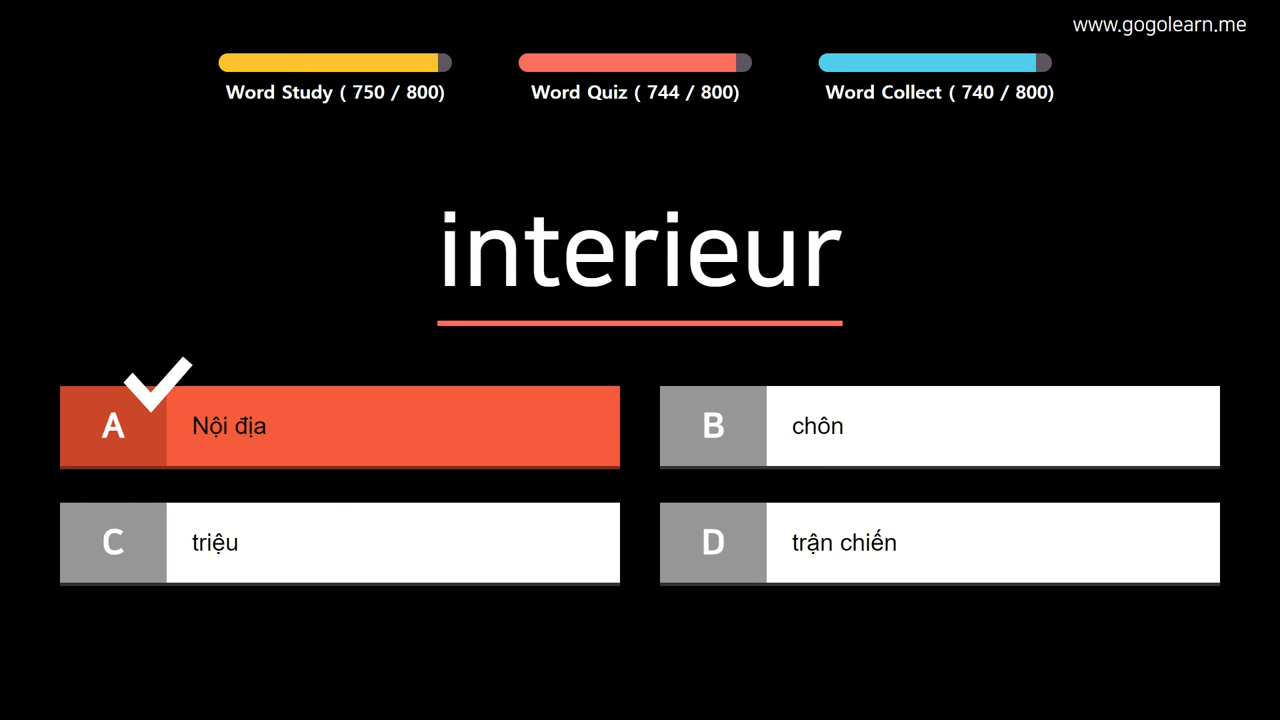 www.gogolearn.me
Word Study ( 750 / 800)
Word Quiz ( 744 / 800)
Word Collect ( 740 / 800)
interieur
A Nội địa
B chôn
C triệu
D trận chiến